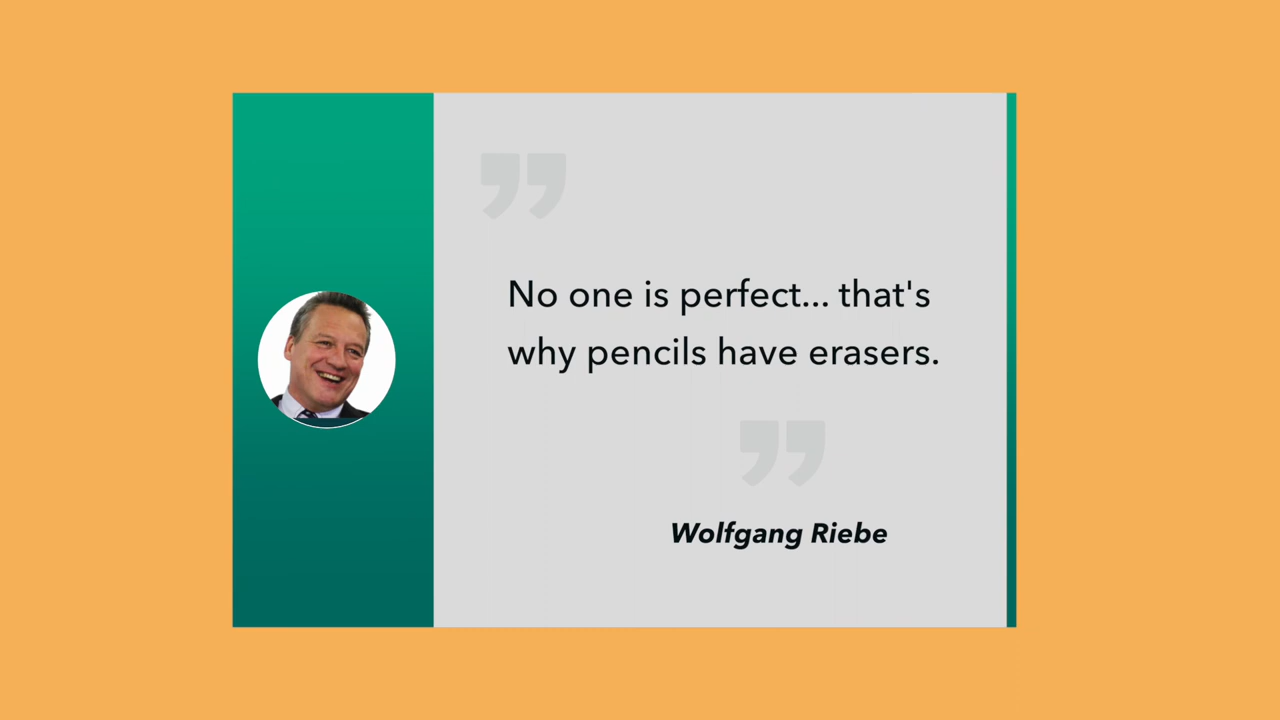 No one is perfect... that's
why pencils have erasers.
Wolfgang Riebe